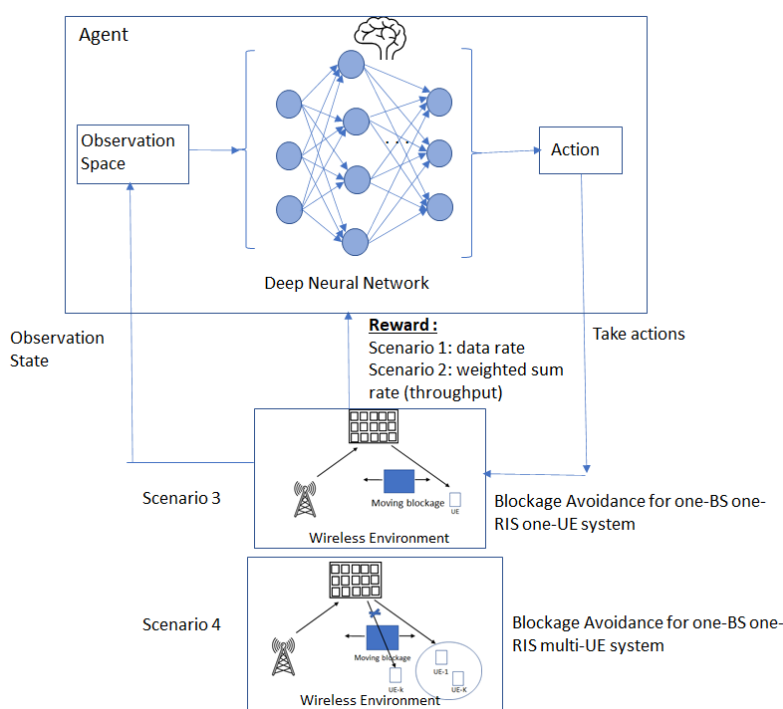 Agent
Observation
Space
. . .
Action
Deep Neural Network
Observation
State
Reward :
Scenario 1: data rate
Scenario 2: weighted sum
rate (throughput)
Take actions
Scenario 3
Moving blockage
UE
Wireless Environment
Blockage Avoidance for one-BS one-
RIS one-UE system
Scenario 4
Moving blockage
UE-k
UE-1
UE-K
Wireless Environment
Blockage Avoidance for one-BS one-
RIS multi-UE system